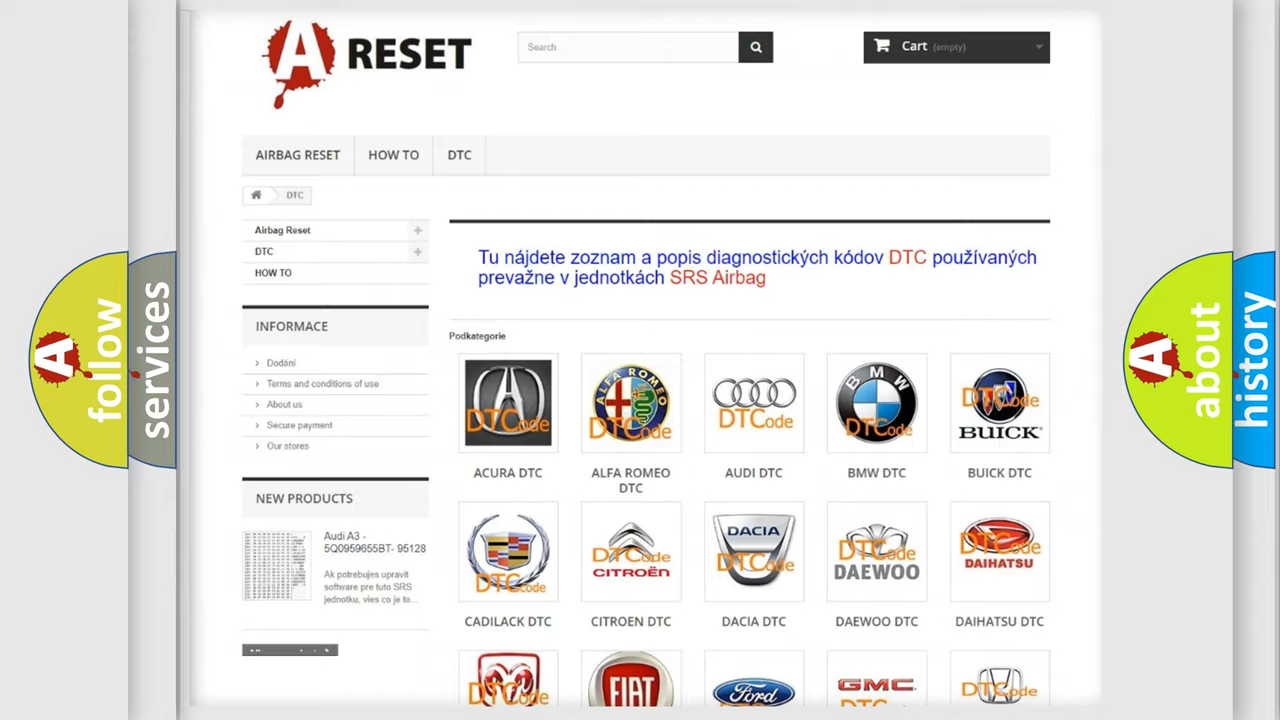 A RESET
Search
Cart (empty)
AIRBAG RESET
HOW TO
DTC
DTC
Airbag Reset
DTC
HOW TO
INFORMACE
Dodání
Terms and conditions of use
About us
Secure payment
Our stores
NEW PRODUCTS
Audi A3 -
5Q0959655BT- 95128
Ak potrebujes upravit
software pre tuto SRS
jednotku, vies co je to...
Tu nájdete zoznam a popis diagnostických kódov DTC používaných
prevažne v jednotkách SRS Airbag
Podkategorie
DTCode
ALFA ROMEO
DTCode
DTCode
BMW
DTCode
DTCode
BUICK
ACURA DTC
ALFA ROMEO
DTC
AUDI DTC
BMW DTC
BUICK DTC
DTCode
DTCode
CITROËN
DACIA
DTCode
DTCode
DAEWOO
DTCode
DAIHATSU
CADILACK DTC
CITROEN DTC
DACIA DTC
DAEWOO DTC
DAIHATSU DTC
DTCode
FIAT
Ford
GMC
DTCode
A follow
services
A about
history